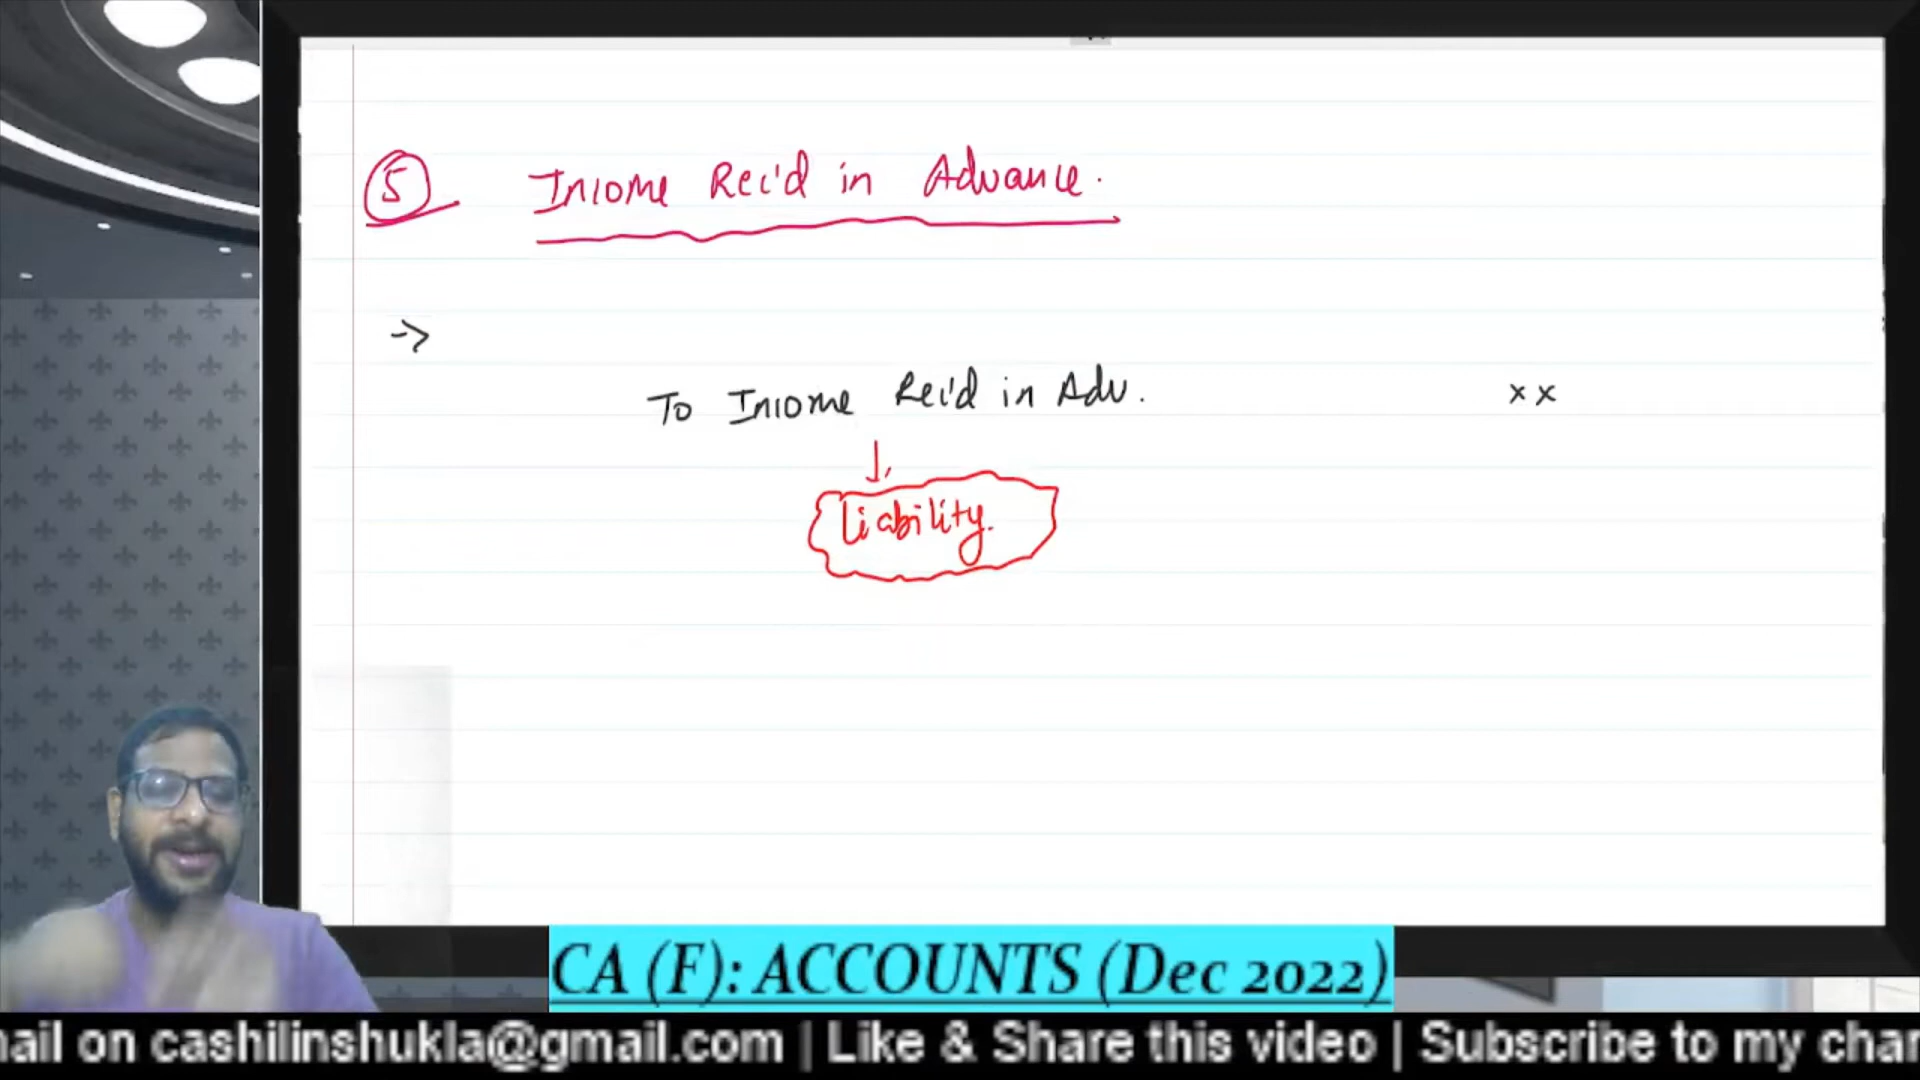 5 Income Rec'd in Advance.
->
To Income Rec'd in Adv. xx
liability.
CA (F): ACCOUNTS (Dec 2022)
ail on cashilinshukla@gmail.com | Like & Share this video | Subscribe to my